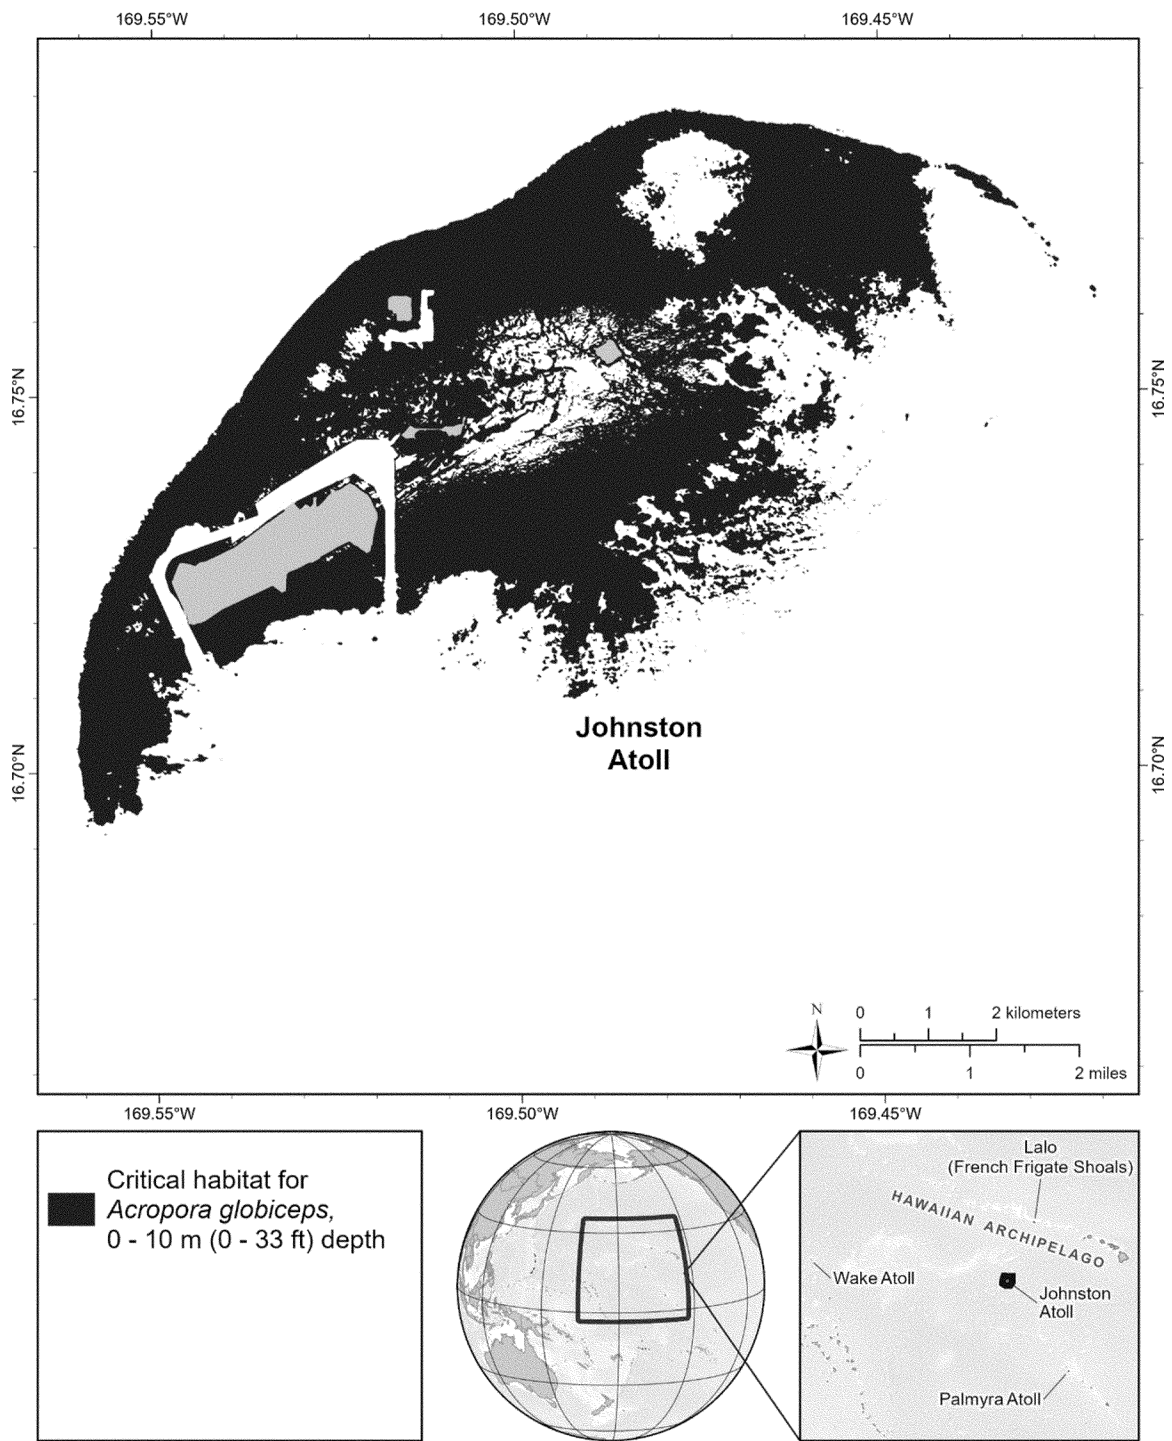 169.55°W
169.50°W
169.45°W
16.75°N
16.75°N
Johnston
Atoll
16.70°N
16.70°N
N
0
1
2 kilometers
0
1
2 miles
169.55°W
169.50°W
169.45°W
Critical habitat for
Acropora globiceps,
0 - 10 m (0 - 33 ft) depth
Lalo
(French Frigate Shoals)
HAWAIIAN ARCHIPELAGO
Wake Atoll
Johnston
Atoll
Palmyra Atoll